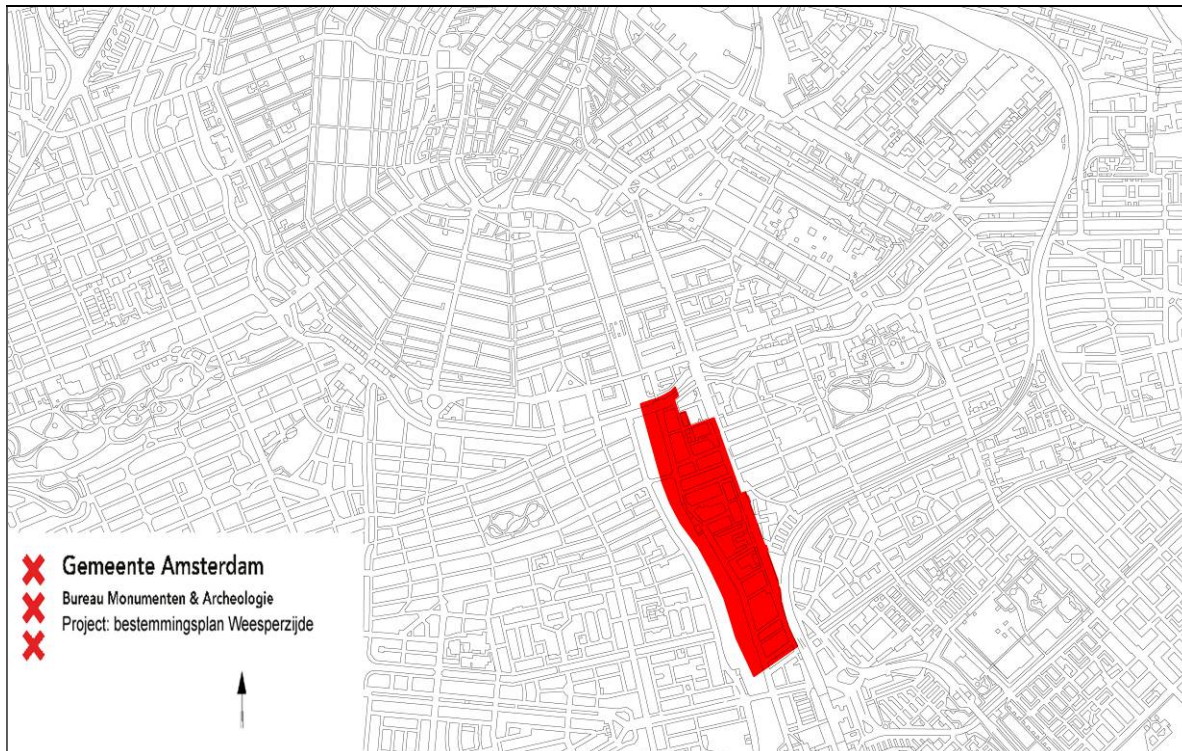 Gemeente Amsterdam
Bureau Monumenten & Archeologie
Project: bestemmingsplan Weesperzijde